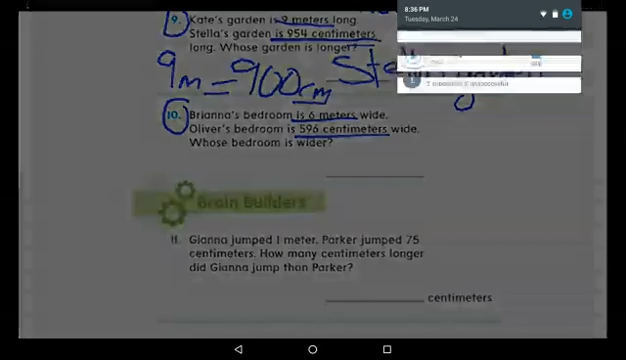 8:36 PM
Tuesday, March 24
9. Kate's garden is 9 meters long
Stella's garden is 954 centimeters
long. Whose garden is longer?
9m = 900cm
10. Brianna's bedroom is 6 meters wide.
Oliver's bedroom is 596 centimeters wide.
Whose bedroom is wider?
Brain Builders
11. Gianna jumped 1 meter. Parker jumped 75
centimeters. How many centimeters longer
did Gianna jump than Parker?
centimeters